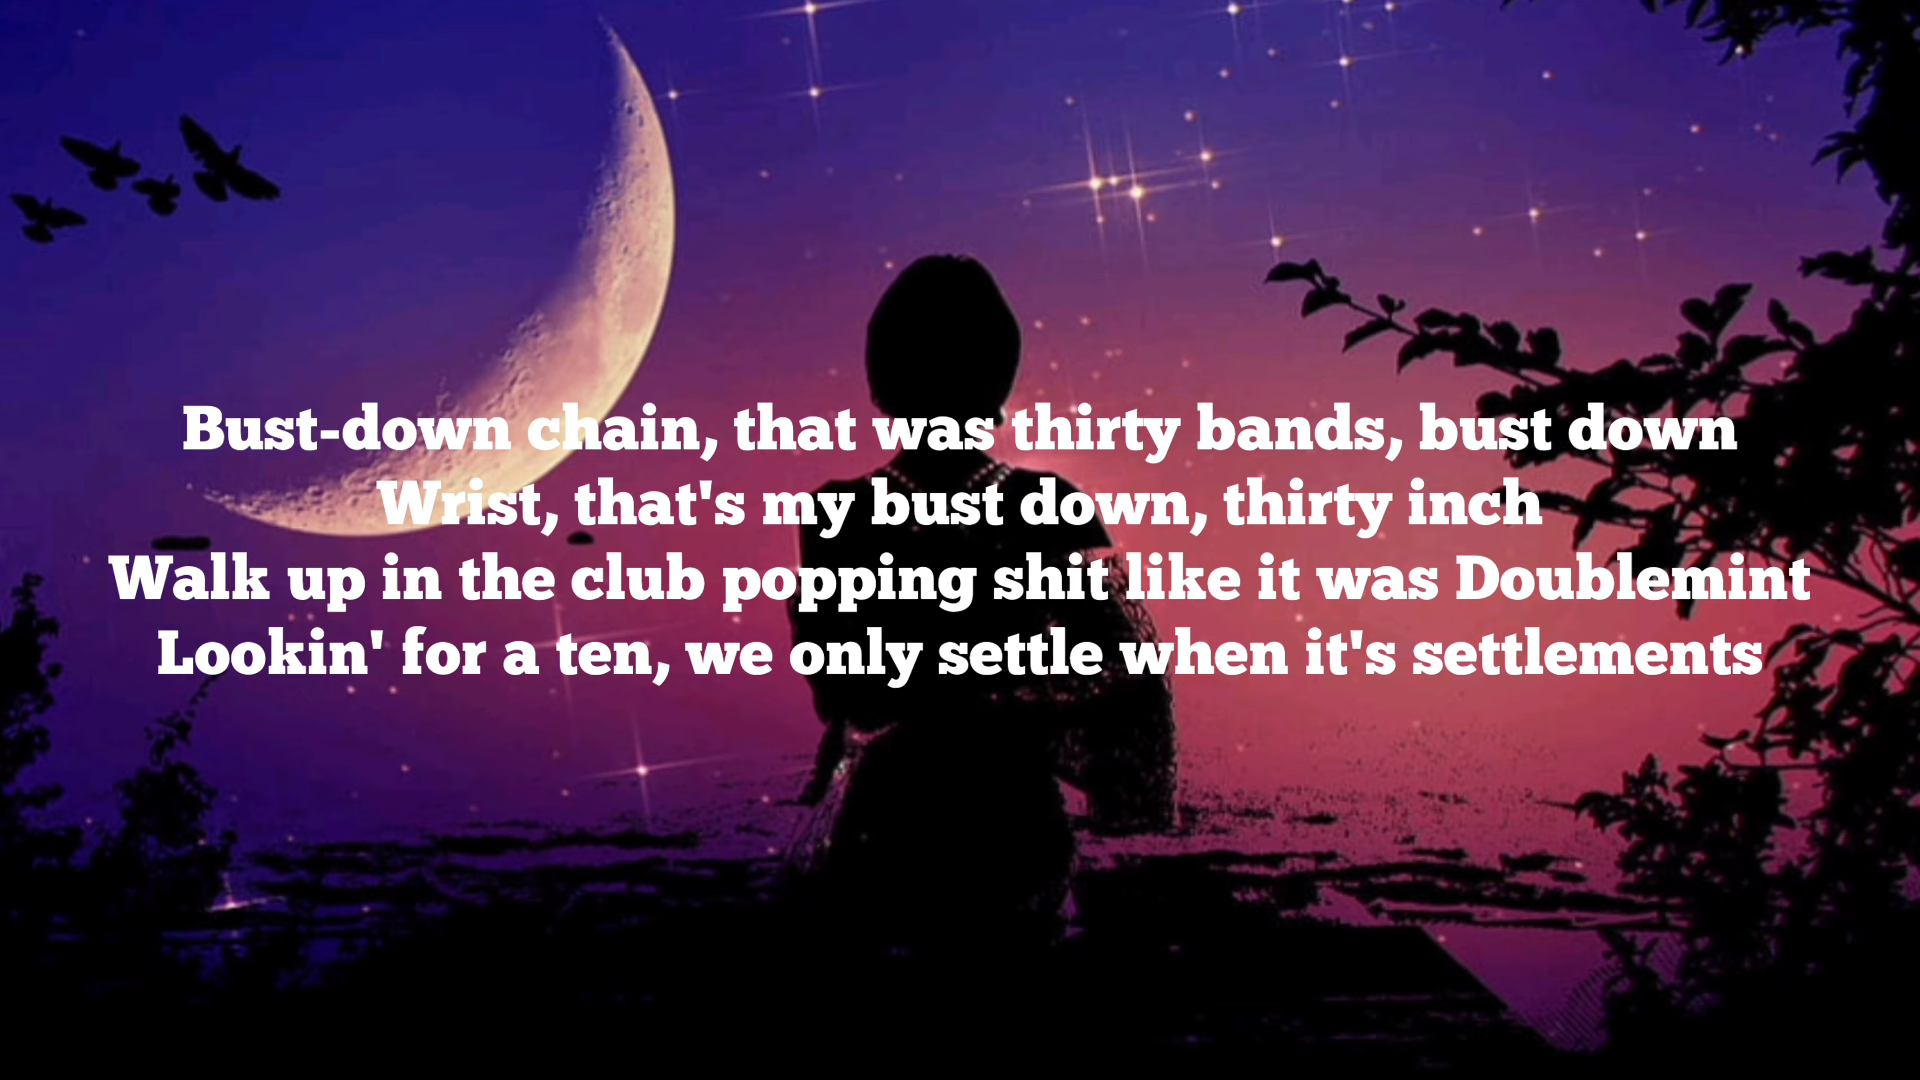 Bust-down chain, that was thirty bands, bust down
Wrist, that's my bust down, thirty inch
Walk up in the club popping shit like it was Doublemint
Lookin' for a ten, we only settle when it's settlements